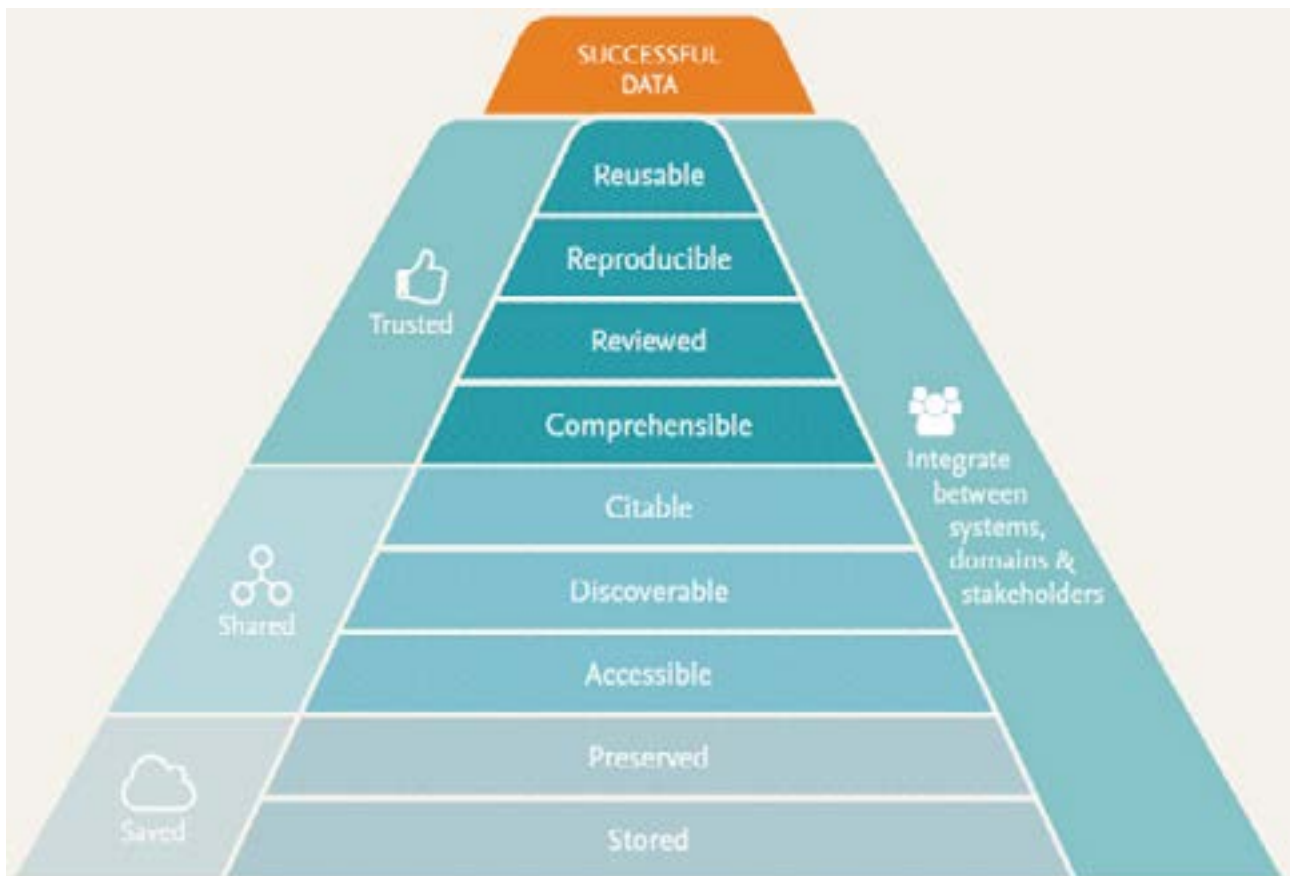 SUCCESSFUL
DATA
Reusable
Reproducible
Trusted
Reviewed
Comprehensible
Integrate
between
systems,
domains &
stakeholders
Citable
Discoverable
Shared
Accessible
Preserved
Saved
Stored